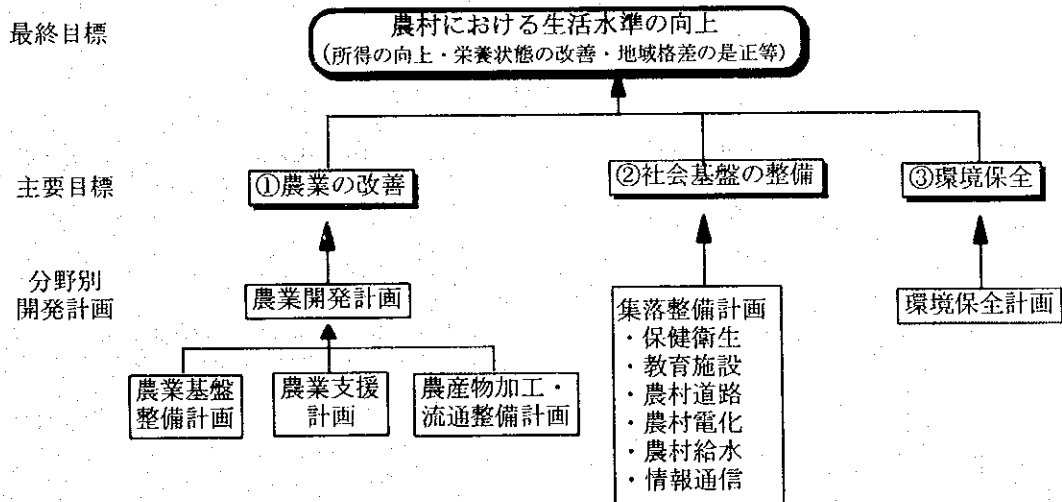 最終目標
農村における生活水準の向上
(所得の向上・栄養状態の改善・地域格差の是正等)
主要目標
①農業の改善
②社会基盤の整備
③環境保全
分野別
開発計画
農業開発計画
集落整備計画
・保健衛生
・教育施設
・農村道路
・農村電化
・農村給水
・情報通信
環境保全計画
農業基盤
整備計画
農業支援
計画
農産物加工・
流通整備計画